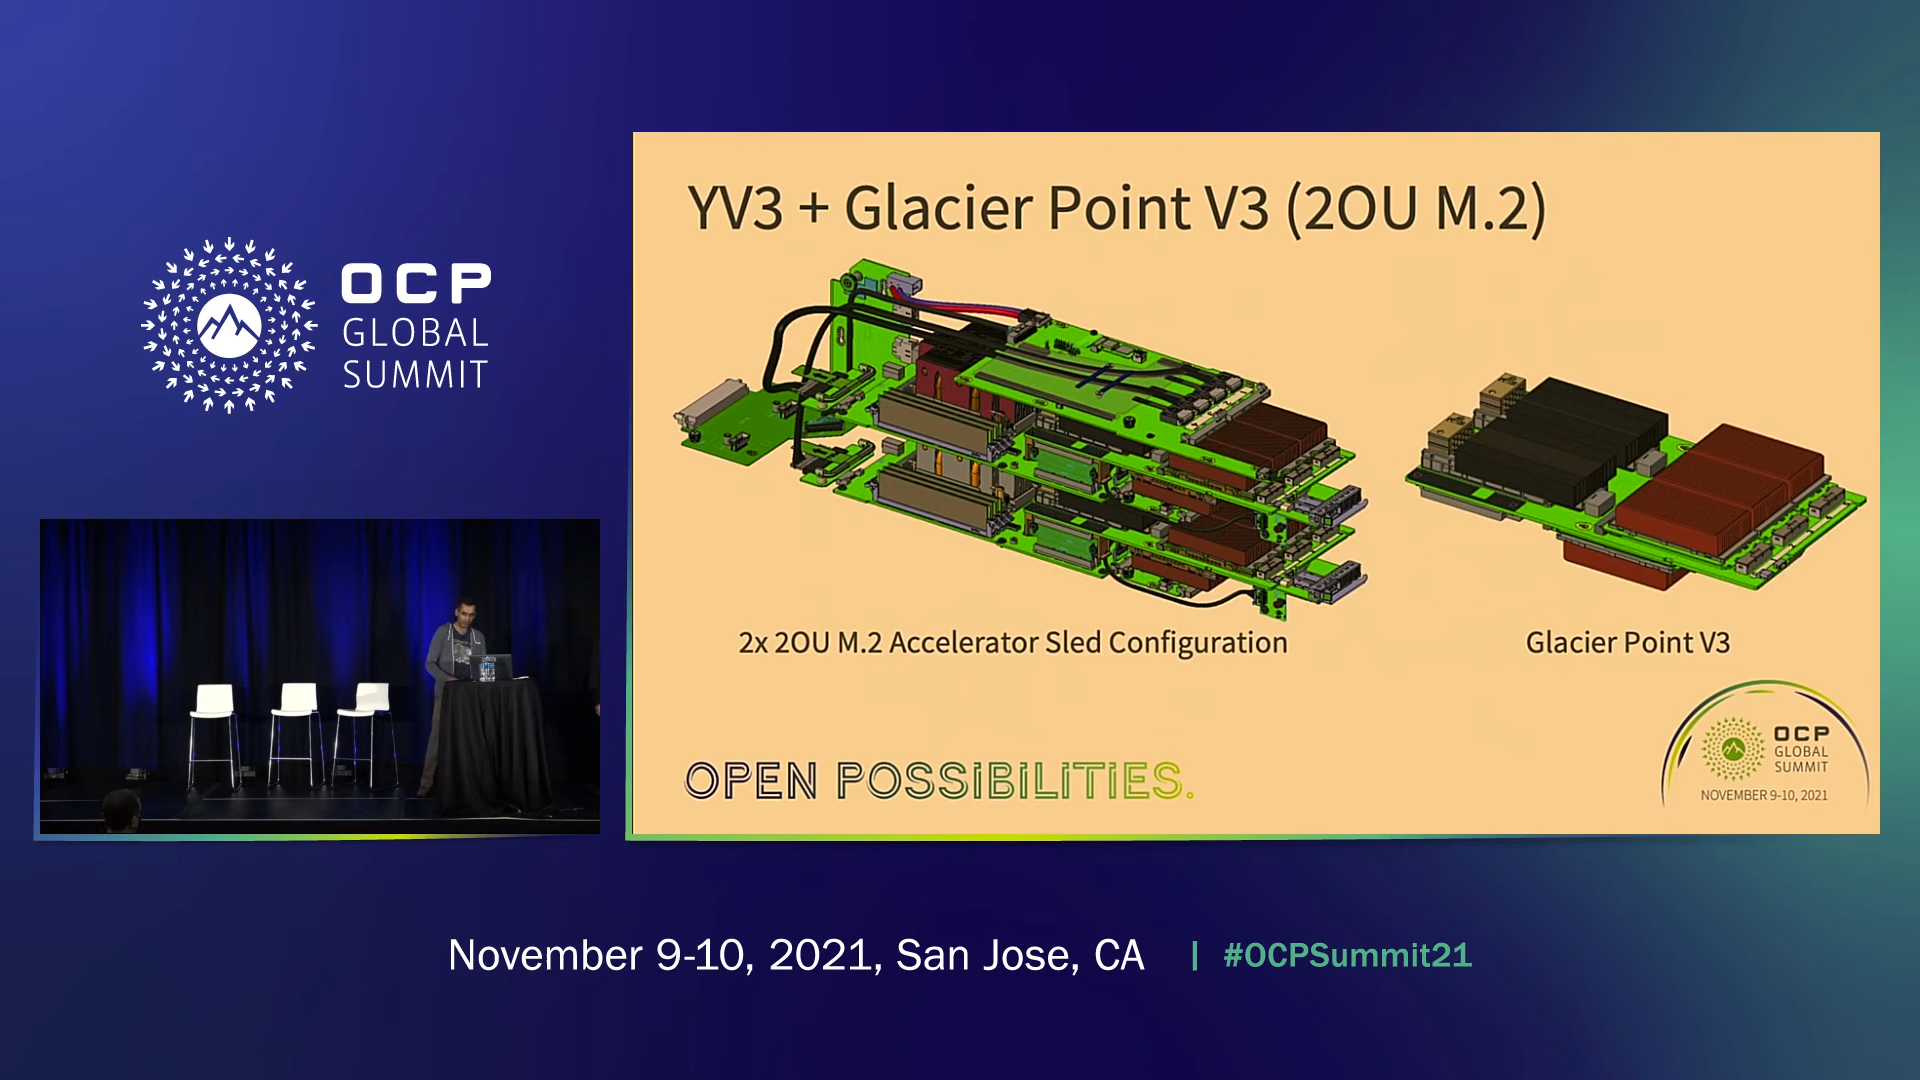 OCP
GLOBAL
SUMMIT
YV3 + Glacier Point V3 (2OU M.2)
2x 2OU M.2 Accelerator Sled Configuration
Glacier Point V3
OPEN POSSiBiLiTiES.
OCP
GLOBAL
SUMMIT
NOVEMBER 9-10, 2021
November 9-10, 2021, San Jose, CA | #OCPSummit21